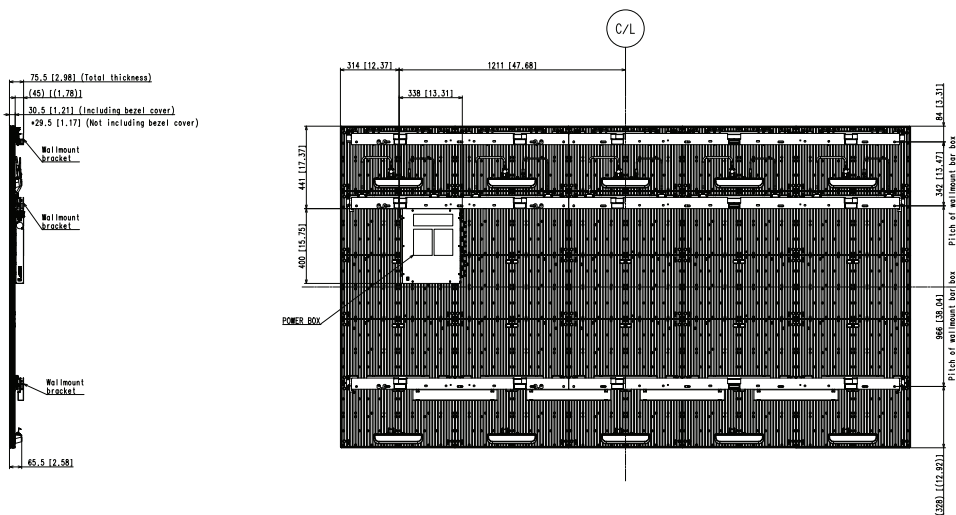 C/L
75.5 [2.98] (Total thickness)
(45) [(1.78)]
30.5 [1.21] (Including bezel cover)
*29.5 [1.17] (Not including bezel cover)
Wallmount
bracket
Wallmount
bracket
Wallmount
bracket
65.5 [2.58]
314 [12.37]
1211 [47.68]
338 [13.31]
441 [17.37]
400 [15.75]
POWER BOX
84 [3.31]
342 [13.47]
Pitch of wallmount bar box
966 [38.04]
Pitch of wallmount bar box
(328) [(12.92)]